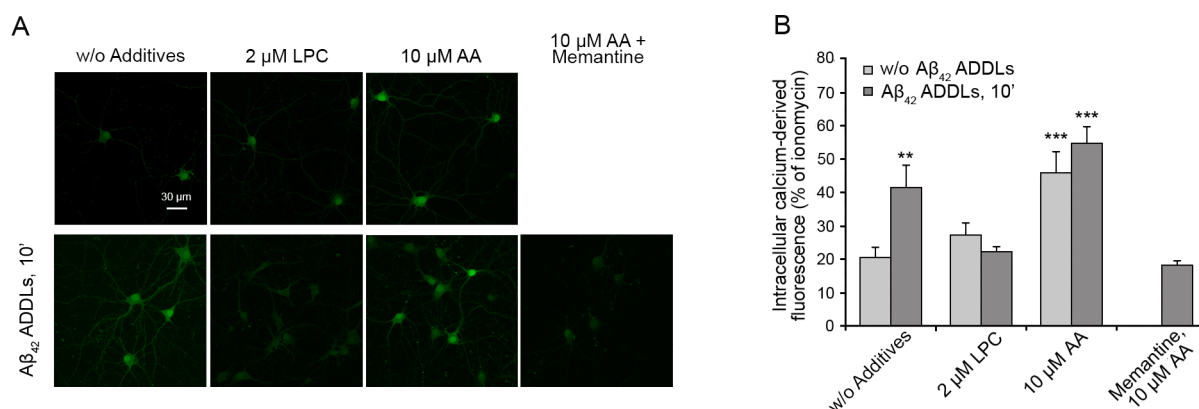 A
w/o Additives
2 µM LPC
10 µM AA
10 µM AA +
Memantine
30 µm
Aβ42 ADDLs, 10'
B
Intracellular calcium-derived
fluorescence (% of ionomycin)
80
70
60
50
40
30
20
10
0
w/o Aβ42 ADDLs
Aβ42 ADDLs, 10'
**
***
***
w/o Additives
2 µM LPC
10 µM AA
Memantine,
10 µM AA